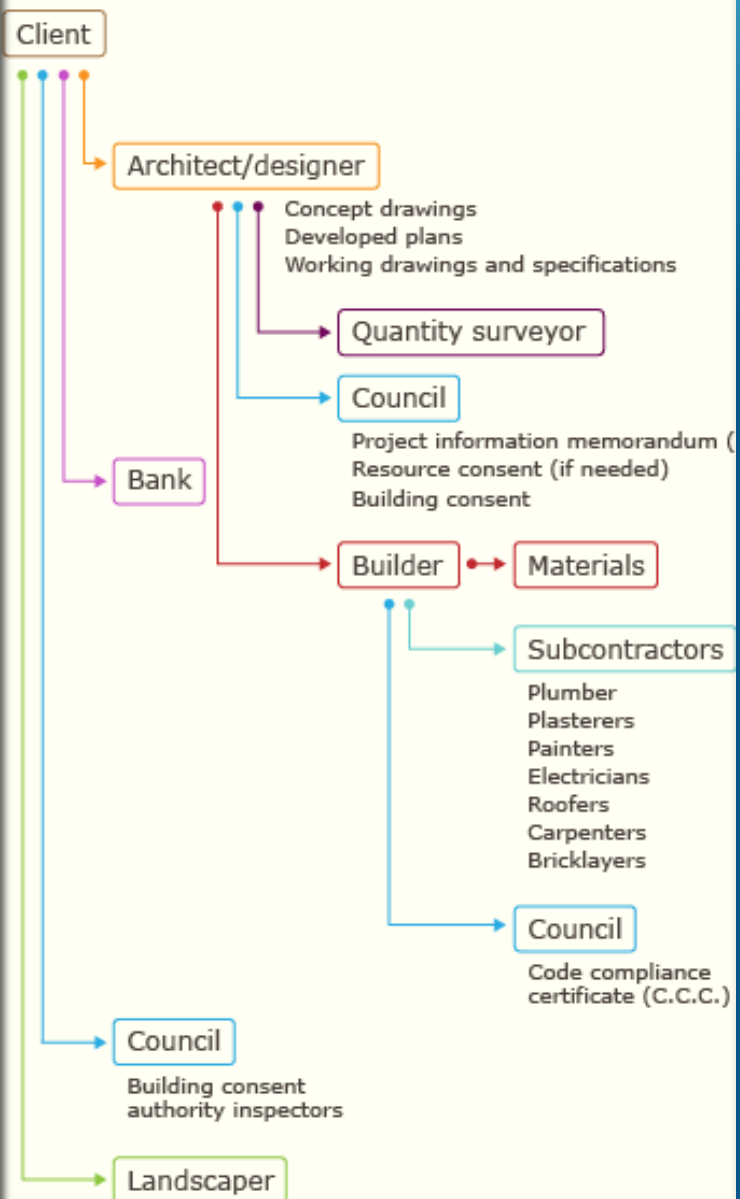 Client
Architect/designer
Concept drawings
Developed plans
Working drawings and specifications
Quantity surveyor
Council
Project information memorandum (
Resource consent (if needed)
Building consent
Bank
Builder
Materials
Subcontractors
Plumber
Plasterers
Painters
Electricians
Roofers
Carpenters
Bricklayers
Council
Code compliance
certificate (C.C.C.)
Council
Building consent
authority inspectors
Landscaper